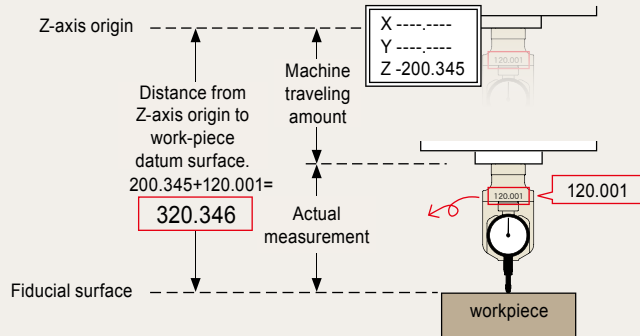 Z-axis origin
X ----.----
Y ----.----
Z -200.345
120.001
Machine
traveling
amount
Distance from
Z-axis origin to
work-piece
datum surface.
200.345+120.001=
320.346
120.001
120.001
Actual
measurement
Fiducial surface
workpiece